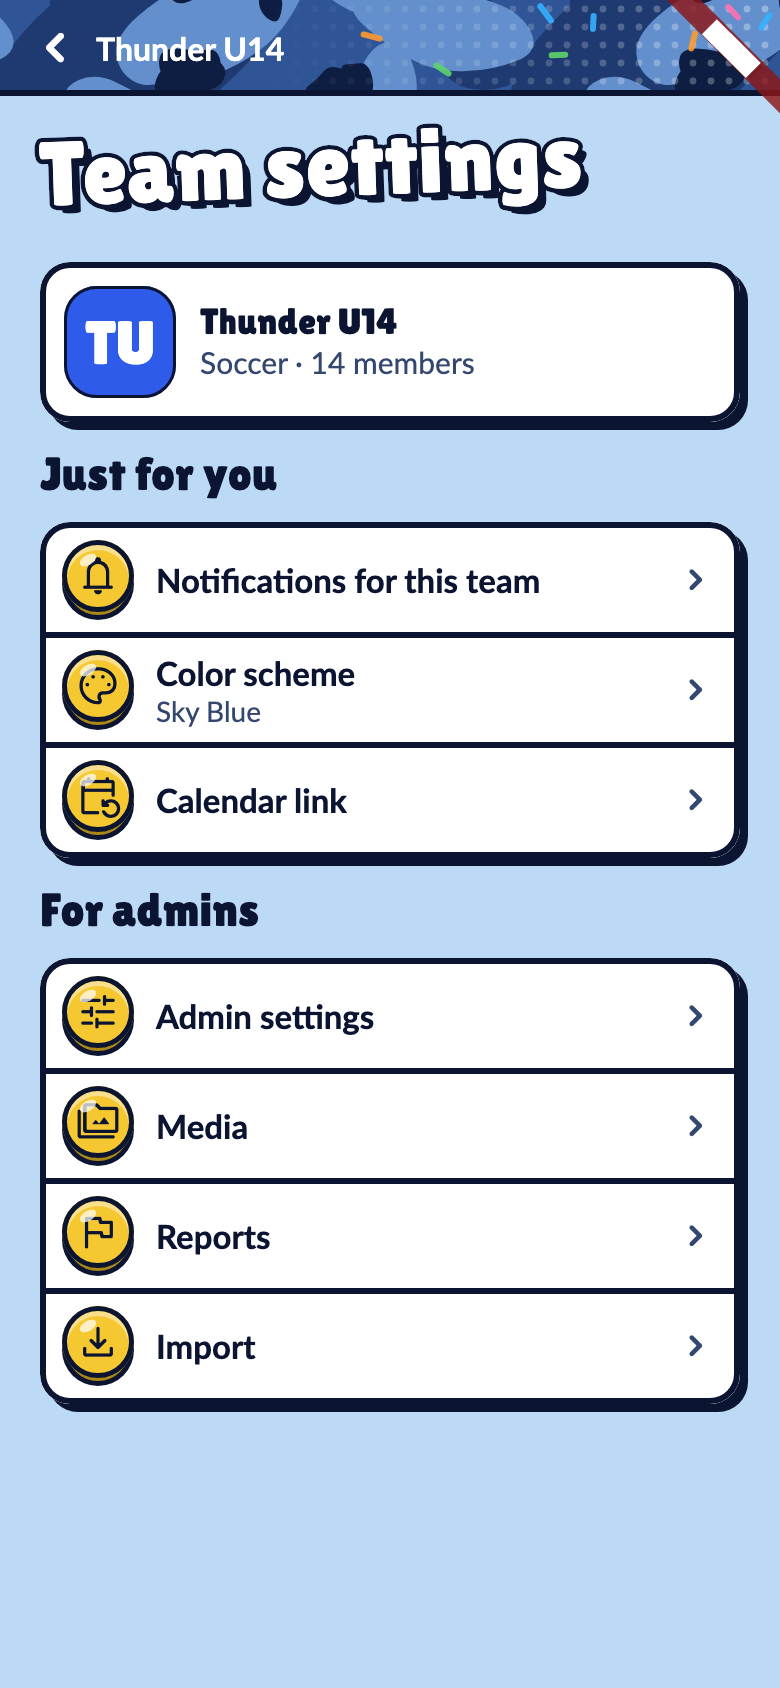 Thunder U14
Team settings
TU
Thunder U14
Soccer · 14 members
Just for you
Notifications for this team
Color scheme
Sky Blue
Calendar link
For admins
Admin settings
Media
Reports
Import